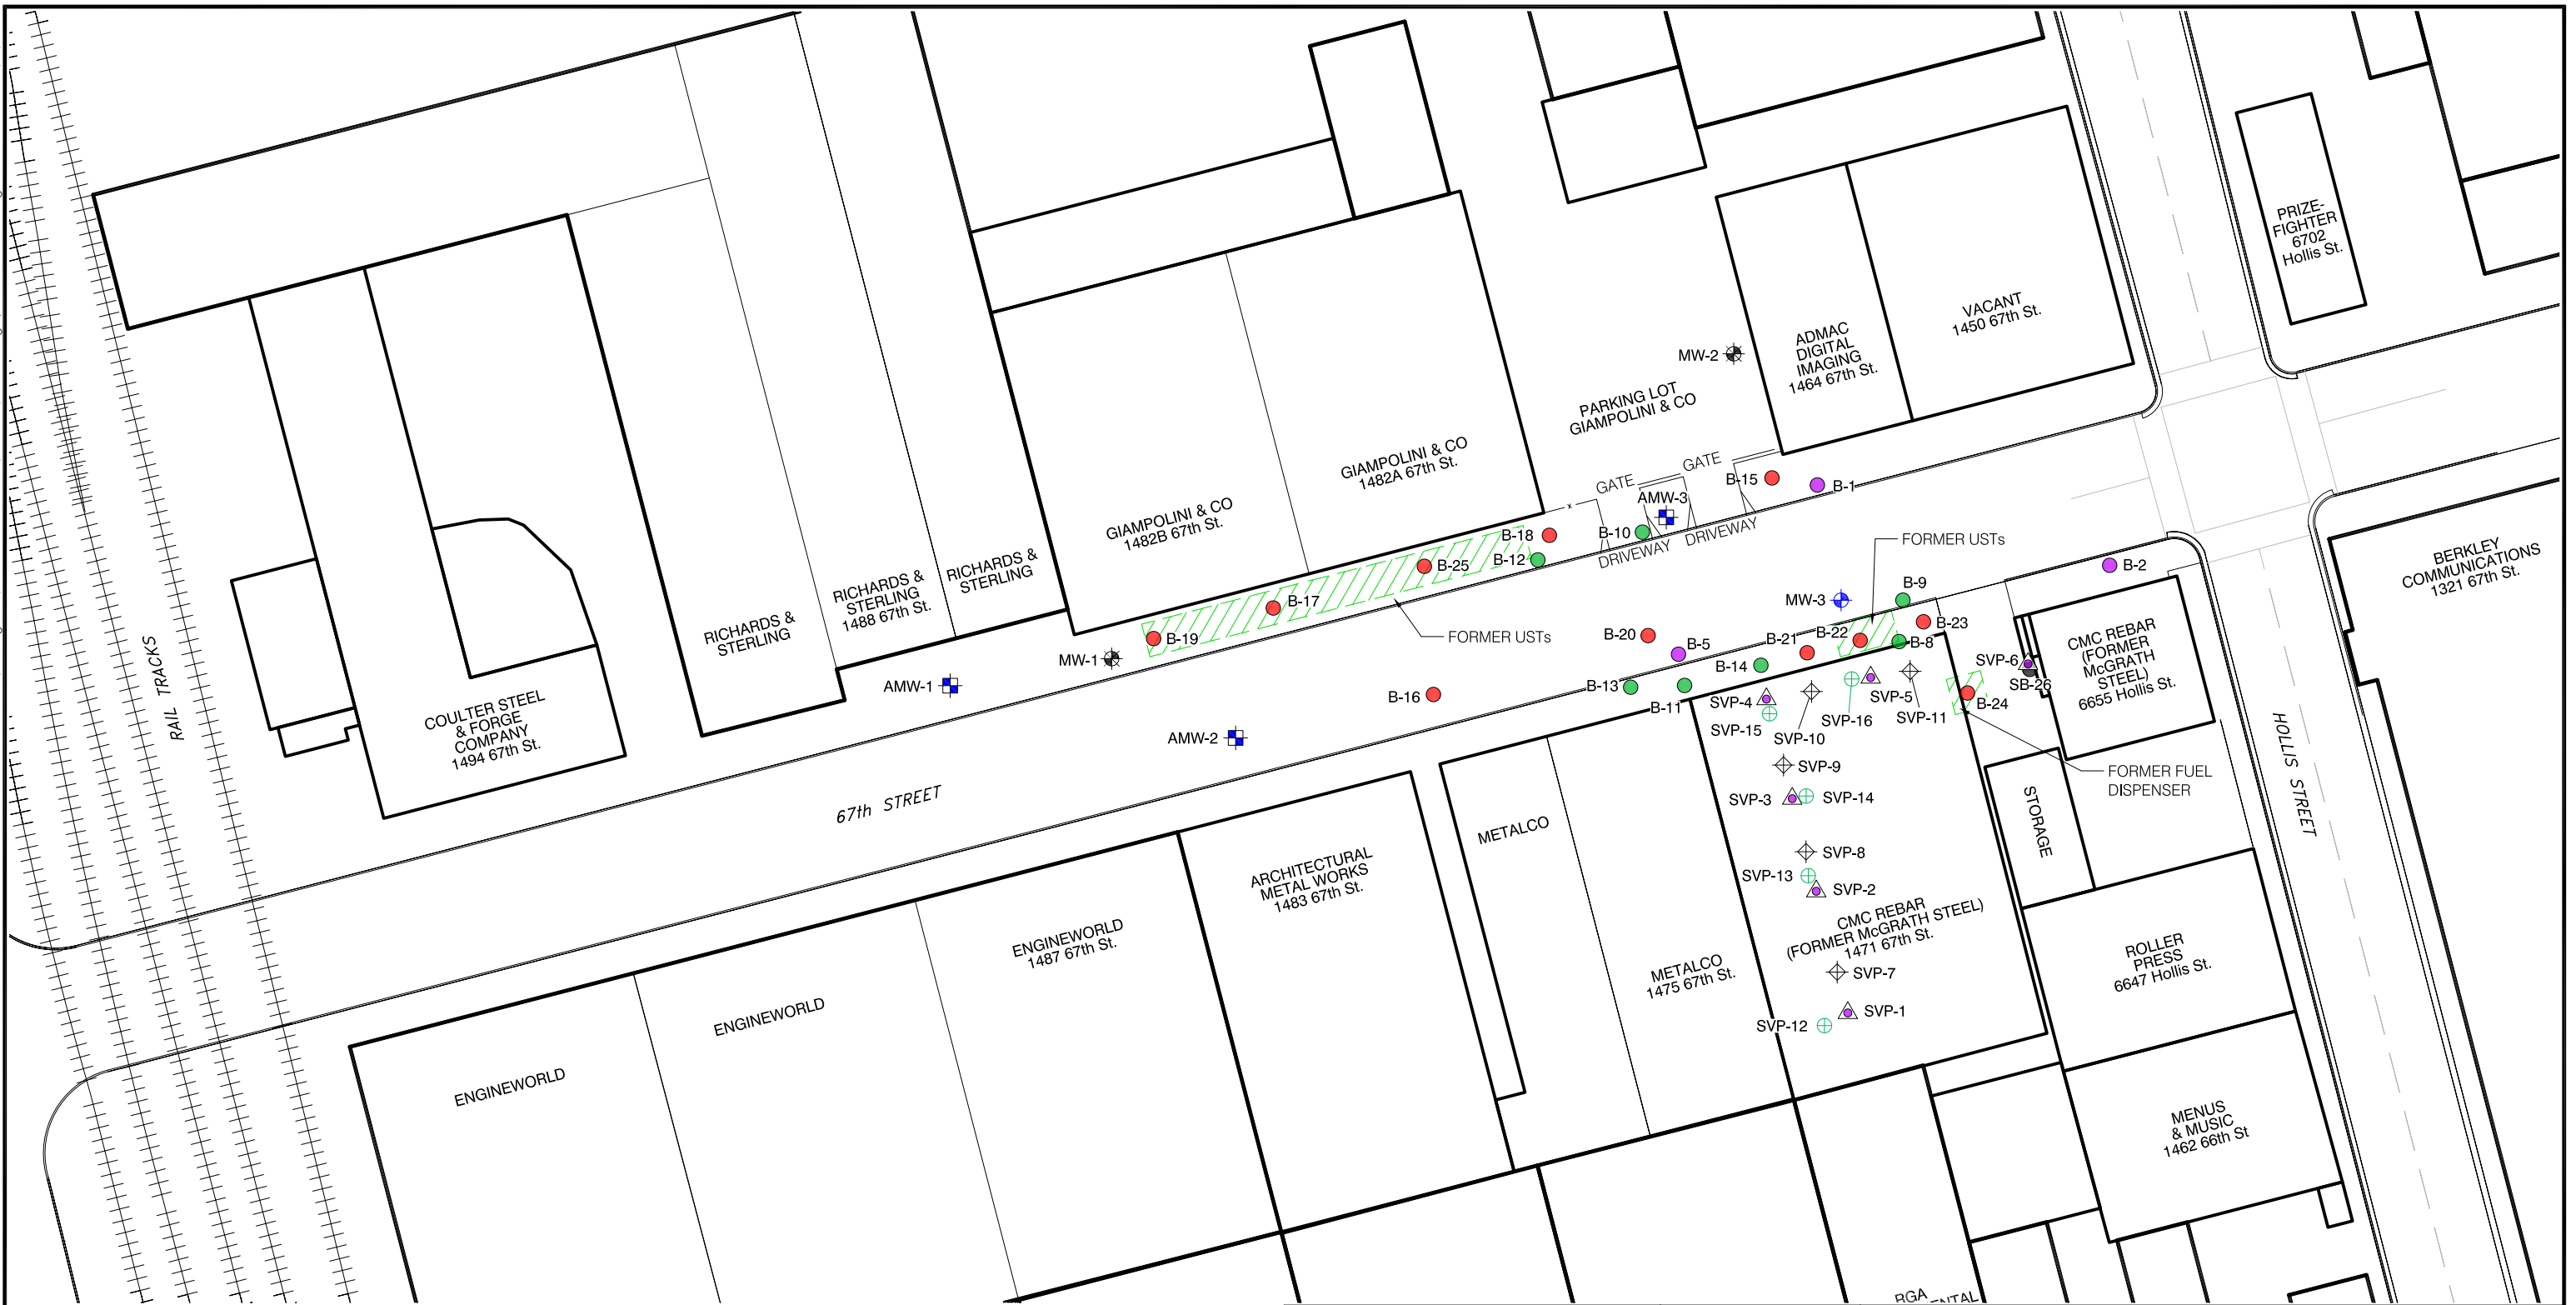 PRIZE-
FIGHTER
6702
Hollis St.
VACANT
1450 67th St.
ADMAC
DIGITAL
IMAGING
1464 67th St.
MW-2
PARKING LOT
GIAMPOLINI & CO
GIAMPOLINI & CO
1482A 67th St.
GIAMPOLINI & CO
1482B 67th St.
GATE
GATE
B-15
B-1
AMW-3
B-10
B-18
B-12
DRIVEWAY
DRIVEWAY
FORMER USTs
BERKLEY
COMMUNICATIONS
1321 67th St.
B-2
B-25
B-17
B-19
FORMER USTs
RICHARDS &
STERLING
RICHARDS &
STERLING
1488 67th St.
RICHARDS &
STERLING
MW-1
AMW-1
AMW-2
MW-3
B-9
B-23
B-22
B-8
B-21
B-20
B-5
B-14
B-13
B-11
B-16
SVP-6
SB-26
B-24
CMC REBAR
(FORMER
McGRATH
STEEL)
6655 Hollis St.
SVP-4
SVP-15
SVP-10
SVP-16
SVP-5
SVP-11
SVP-9
SVP-3
SVP-14
SVP-8
SVP-13
SVP-2
CMC REBAR
(FORMER McGRATH STEEL)
1471 67th St.
SVP-7
SVP-1
SVP-12
FORMER FUEL
DISPENSER
STORAGE
HOLLIS STREET
RAIL TRACKS
COULTER STEEL
& FORGE
COMPANY
1494 67th St.
67th STREET
METALCO
METALCO
1475 67th St.
ARCHITECTURAL
METAL WORKS
1483 67th St.
ENGINEWORLD
1487 67th St.
ENGINEWORLD
ENGINEWORLD
ROLLER
PRESS
6647 Hollis St.
MENUS
& MUSIC
1462 66th St
RGA